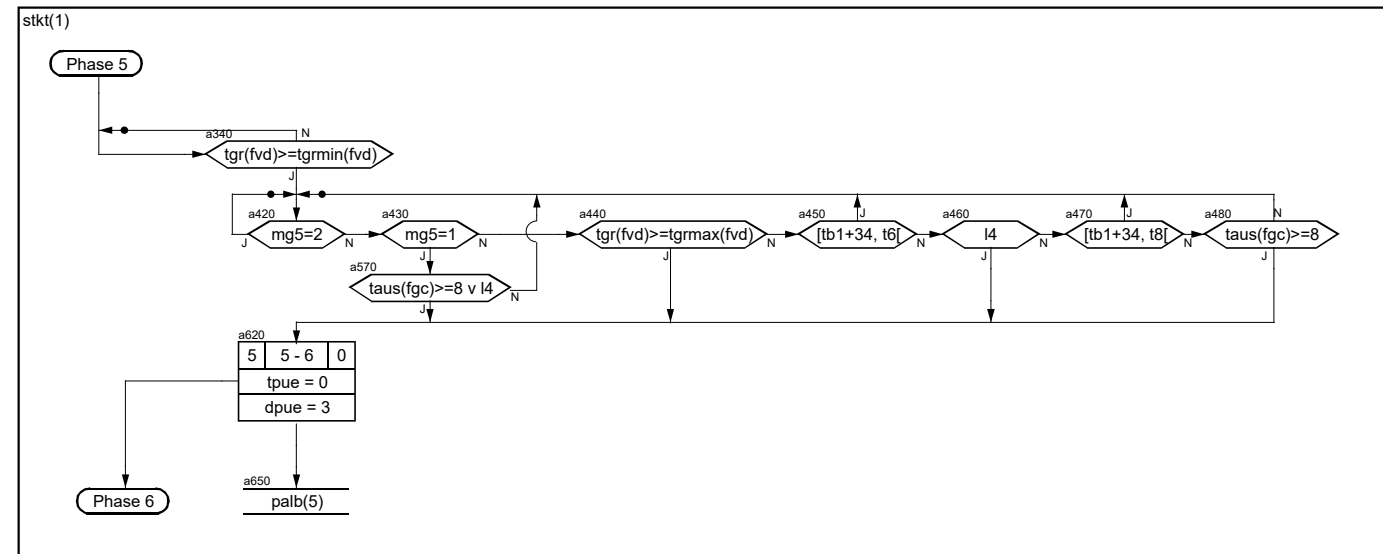 stkt(1)
Phase 5
a340
N
tgr(fvd)>=tgrmin(fvd)
J
a420
mg5=2
J
N
a430
mg5=1
N
J
a440
tgr(fvd)>=tgrmax(fvd)
N
J
a450
[tb1+34, t6[
J
N
a460
l4
N
J
a470
[tb1+34, t8[
J
N
a480
taus(fgc)>=8
N
J
a570
taus(fgc)>=8 v l4
N
J
a620
5 5 - 6 0
tpue = 0
dpue = 3
a650
Phase 6
palb(5)